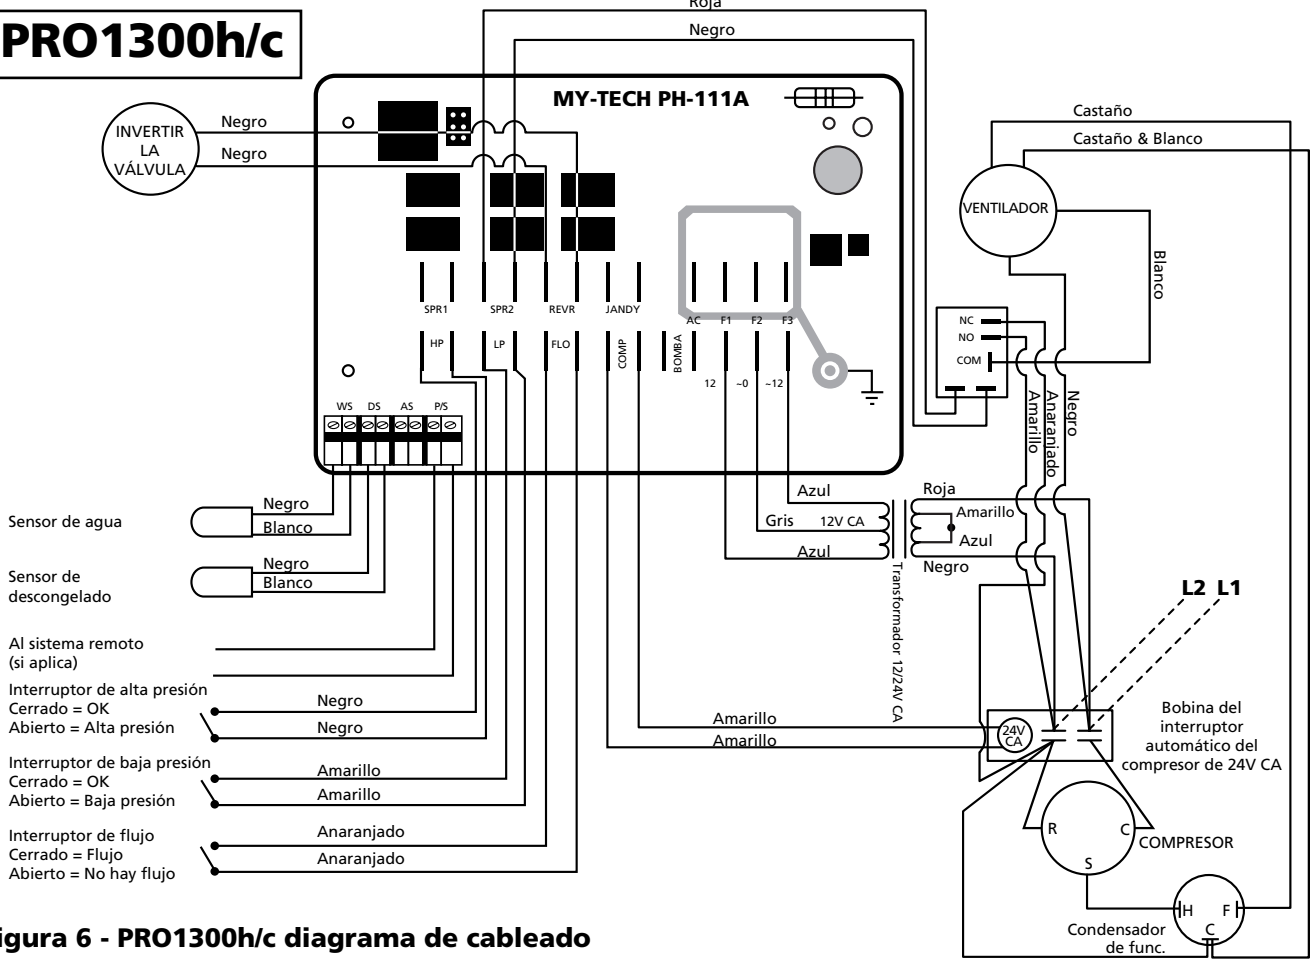 Roja
PRO1300h/c
Negro
MY-TECH PH-111A
INVERTIR
LA
VÁLVULA
Negro
Negro
Castaño
Castaño & Blanco
VENTILADOR
Blanco
SPR1
SPR2
REVR
JANDY
AC
F1
F2
F3
HP
LP
FLO
COMP
BOMBA
12
~0
~12
NC
NO
COM
Amarillo
Anaranjado
Negro
WS
DS
AS
P/S
Sensor de agua
Negro
Blanco
Sensor de
descongelado
Negro
Blanco
Azul
Gris
12V CA
Azul
Roja
Amarillo
Azul
Negro
Transformador 12/24V CA
L2
L1
Al sistema remoto
(si aplica)
Interruptor de alta presión
Cerrado = OK
Abierto = Alta presión
Negro
Negro
Interruptor de baja presión
Cerrado = OK
Abierto = Baja presión
Amarillo
Amarillo
Interruptor de flujo
Cerrado = Flujo
Abierto = No hay flujo
Anaranjado
Anaranjado
Amarillo
Amarillo
24V
CA
Bobina del
interruptor
automático del
compresor de 24V CA
R
C
S
COMPRESOR
H
F
C
Condensador
de func.
igura 6 - PRO1300h/c diagrama de cableado